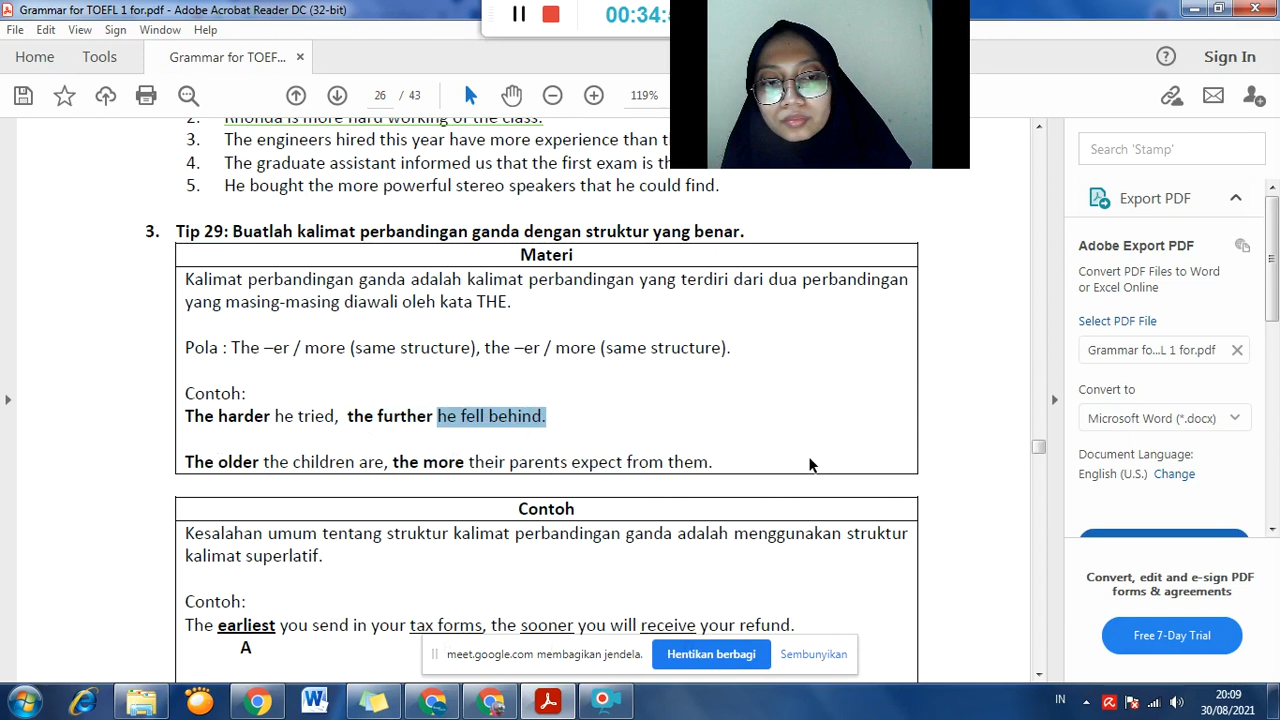 Grammar for TOEFL 1 for.pdf - Adobe Acrobat Reader DC (32-bit)
00:34:
File Edit View Sign Window Help
Home Tools Grammar for TOEF... × Sign In
26 / 43 119%
2. Rhonda is more hard working of the class.
3. The engineers hired this year have more experience than
4. The graduate assistant informed us that the first exam is
5. He bought the more powerful stereo speakers that he could find.
3. Tip 29: Buatlah kalimat perbandingan ganda dengan struktur yang benar.
Materi
Kalimat perbandingan ganda adalah kalimat perbandingan yang terdiri dari dua perbandingan
yang masing-masing diawali oleh kata THE.
Pola : The –er / more (same structure), the –er / more (same structure).
Contoh:
The harder he tried, the further he fell behind.
The older the children are, the more their parents expect from them.
Contoh
Kesalahan umum tentang struktur kalimat perbandingan ganda adalah menggunakan struktur
kalimat superlatif.
Contoh:
The earliest you send in your tax forms, the sooner you will receive your refund.
A
meet.google.com membagikan jendela. Hentikan berbagi Sembunyikan
Search 'Stamp'
Export PDF
Adobe Export PDF
Convert PDF Files to Word
or Excel Online
Select PDF File
Grammar fo...L 1 for.pdf
Convert to
Microsoft Word (*.docx)
Document Language:
English (U.S.) Change
Convert, edit and e-sign PDF
forms & agreements
Free 7-Day Trial
IN
20:09
30/08/2021